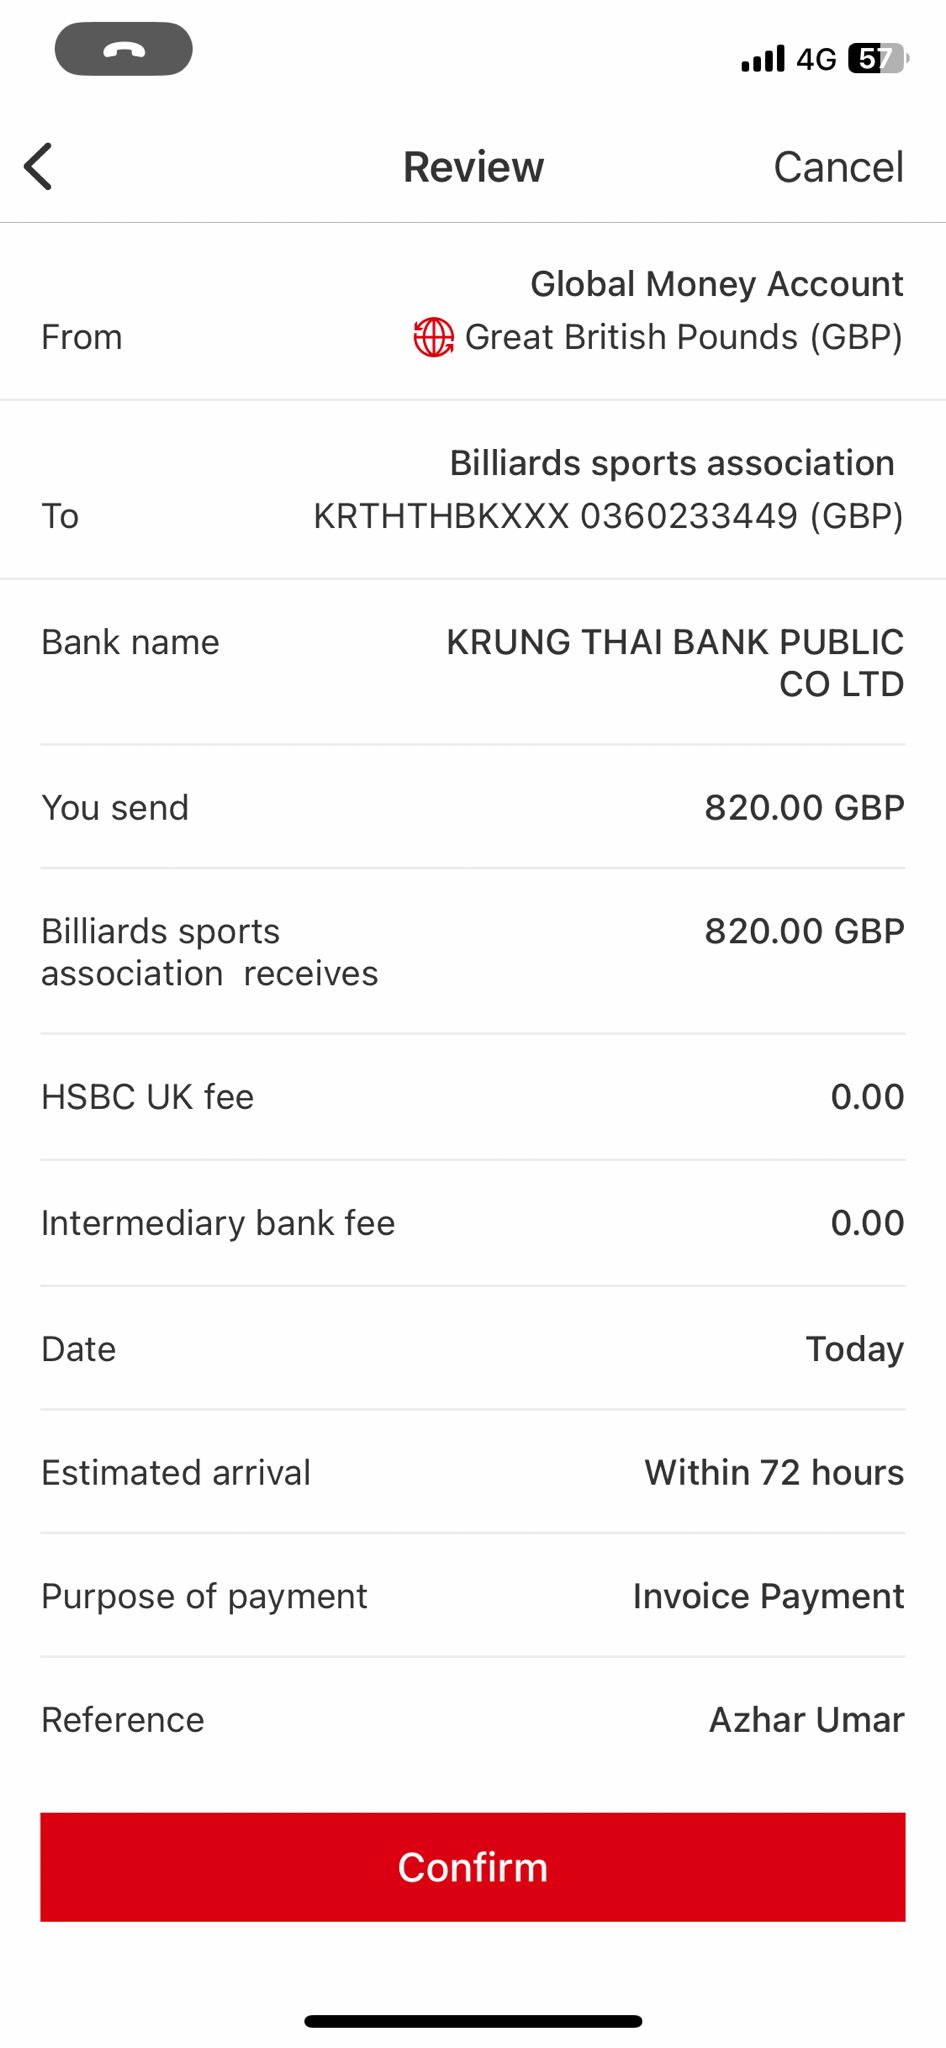 4G 57
Review Cancel
Global Money Account
From Great British Pounds (GBP)
Billiards sports association
To KRTHTHBKXXX 0360233449 (GBP)
Bank name KRUNG THAI BANK PUBLIC
CO LTD
You send 820.00 GBP
Billiards sports 820.00 GBP
association receives
HSBC UK fee 0.00
Intermediary bank fee 0.00
Date Today
Estimated arrival Within 72 hours
Purpose of payment Invoice Payment
Reference Azhar Umar
Confirm